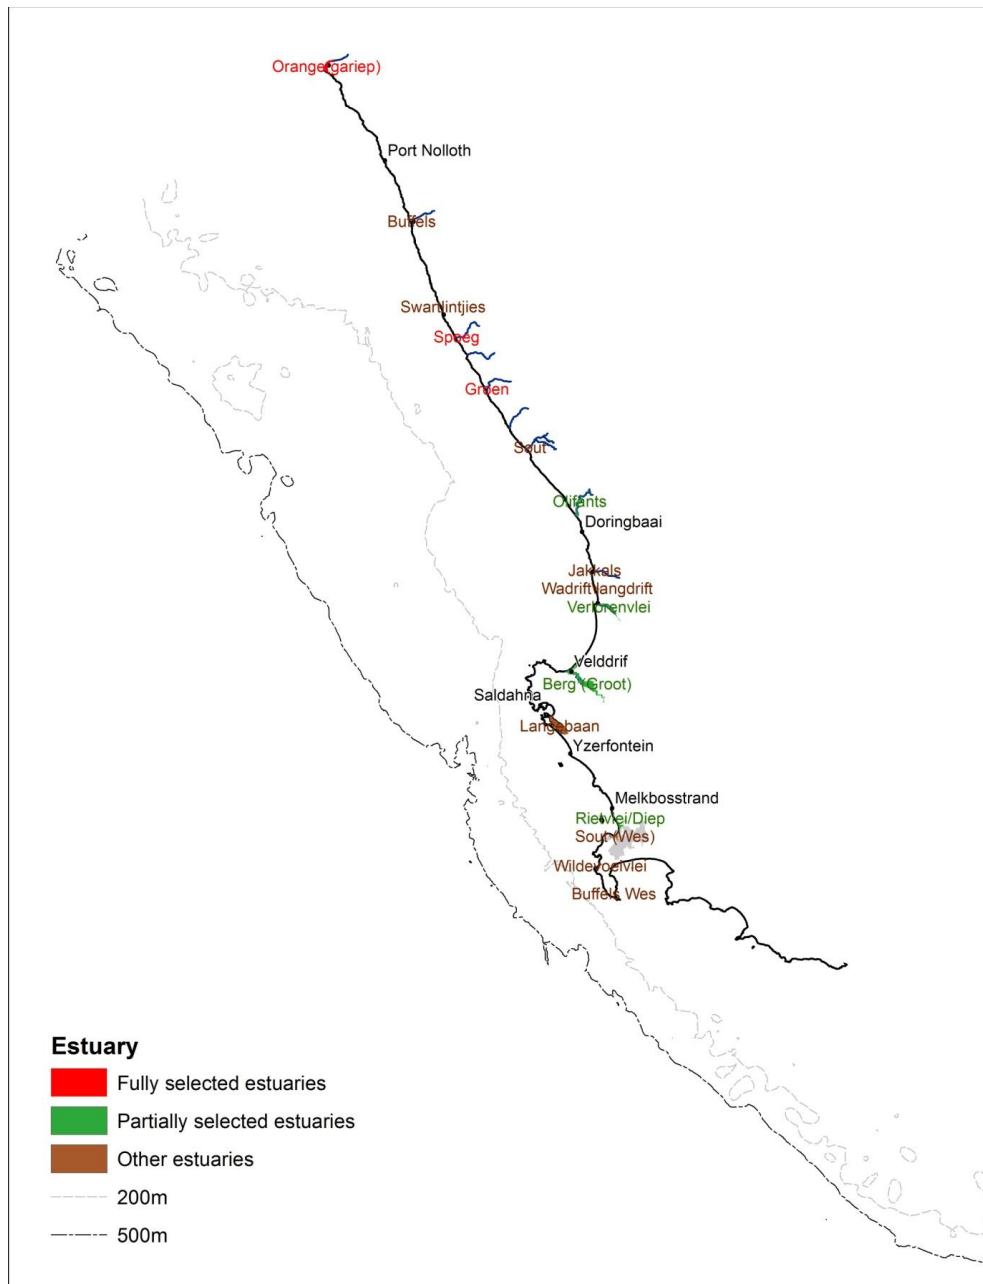 Orange(gariep)
Port Nolloth
Buffels
Swartlintjies
Spoeg
Groen
Sout
Olifants
Doringbaai
Jakkals
Wadrift langdrift
Verlorenvlei
Velddrif
Berg (Groot)
Saldahna
Langebaan
Yzerfontein
Melkbosstrand
Rietvlei/Diep
Sout (Wes)
Wildevoelvlei
Buffels Wes
Estuary
Fully selected estuaries
Partially selected estuaries
Other estuaries
200m
500m